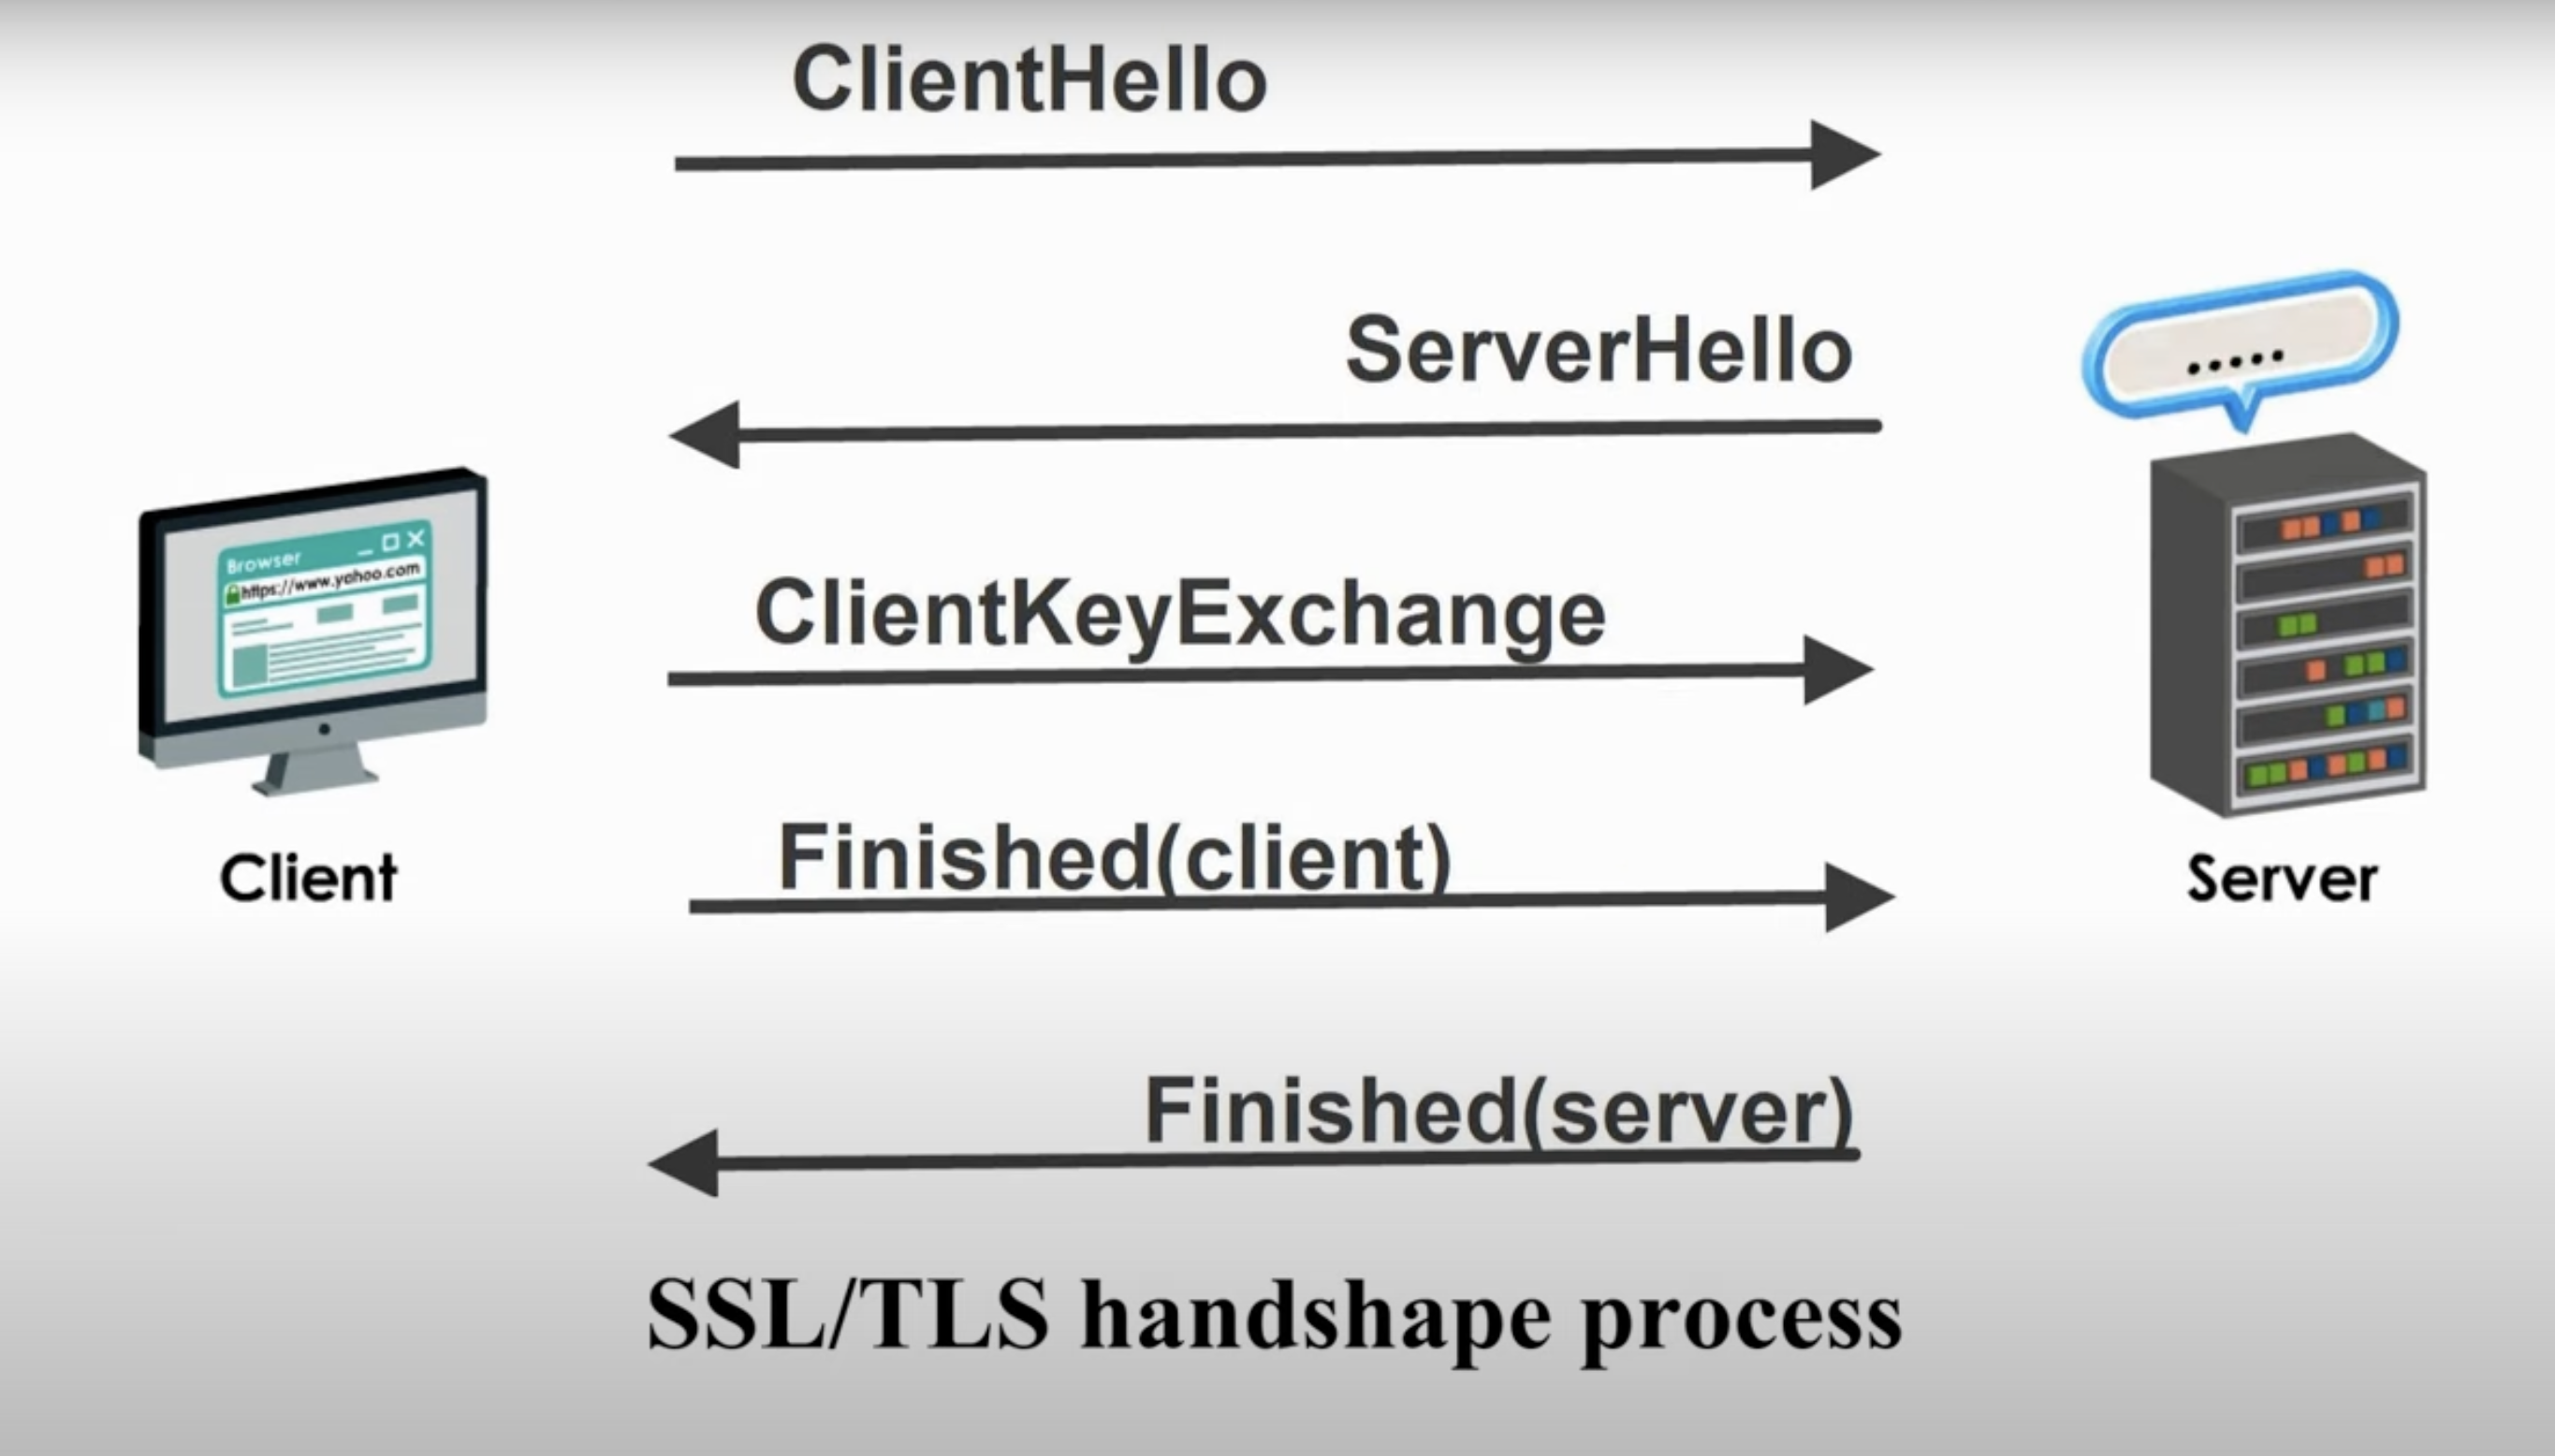 ClientHello
ServerHello
Browser
https://www.yahoo.com
ClientKeyExchange
Finished(client)
Client
Server
Finished(server)
SSL/TLS handshape process